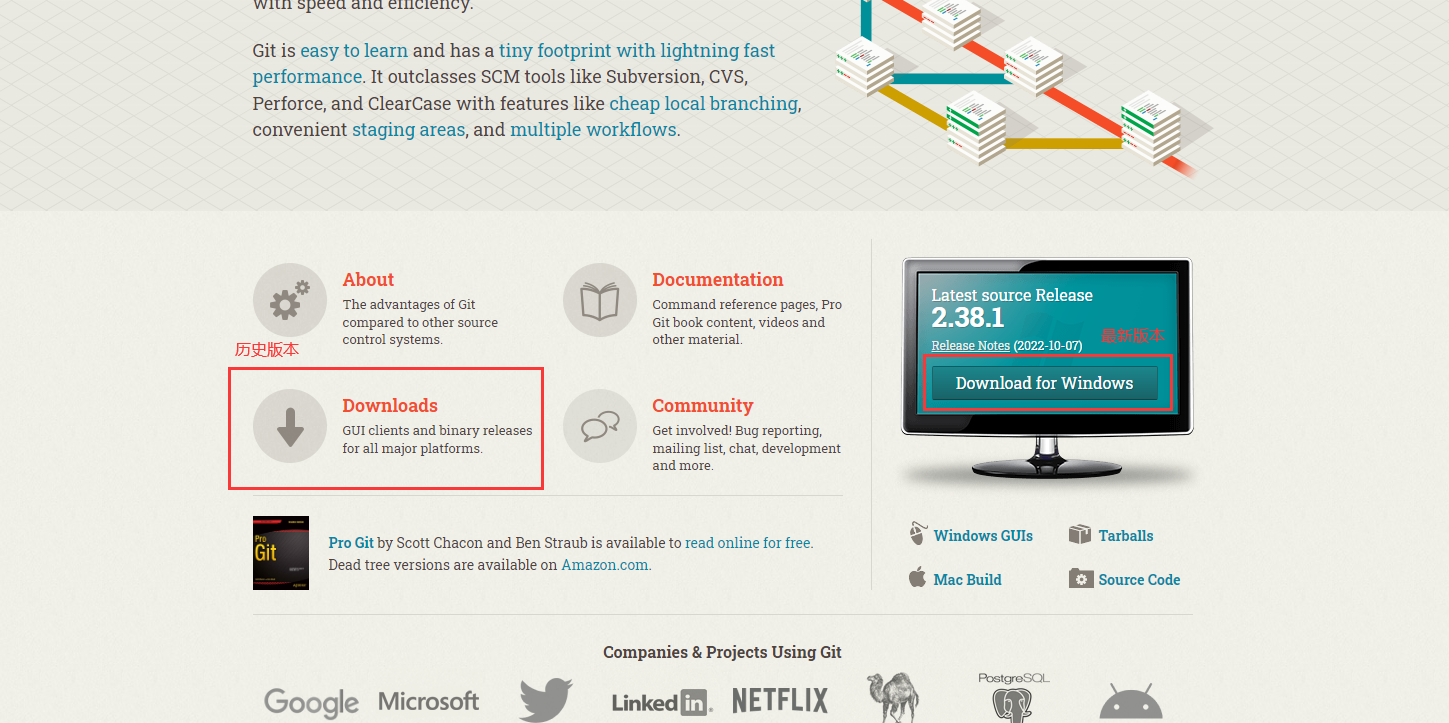 with speed and efficiency.
Git is easy to learn and has a tiny footprint with lightning fast
performance. It outclasses SCM tools like Subversion, CVS,
Perforce, and ClearCase with features like cheap local branching,
convenient staging areas, and multiple workflows.
About
The advantages of Git
compared to other source
control systems.
Documentation
Command reference pages, Pro
Git book content, videos and
other material.
历史版本
Downloads
GUI clients and binary releases
for all major platforms.
Community
Get involved! Bug reporting,
mailing list, chat, development
and more.
Latest source Release
2.38.1
Release Notes (2022-10-07)
最新版本
Download for Windows
Pro
Git
Pro Git by Scott Chacon and Ben Straub is available to read online for free.
Dead tree versions are available on Amazon.com.
Windows GUIs
Tarballs
Mac Build
Source Code
Companies & Projects Using Git
Google
Microsoft
Linked in
NETFLIX
PostgreSQL